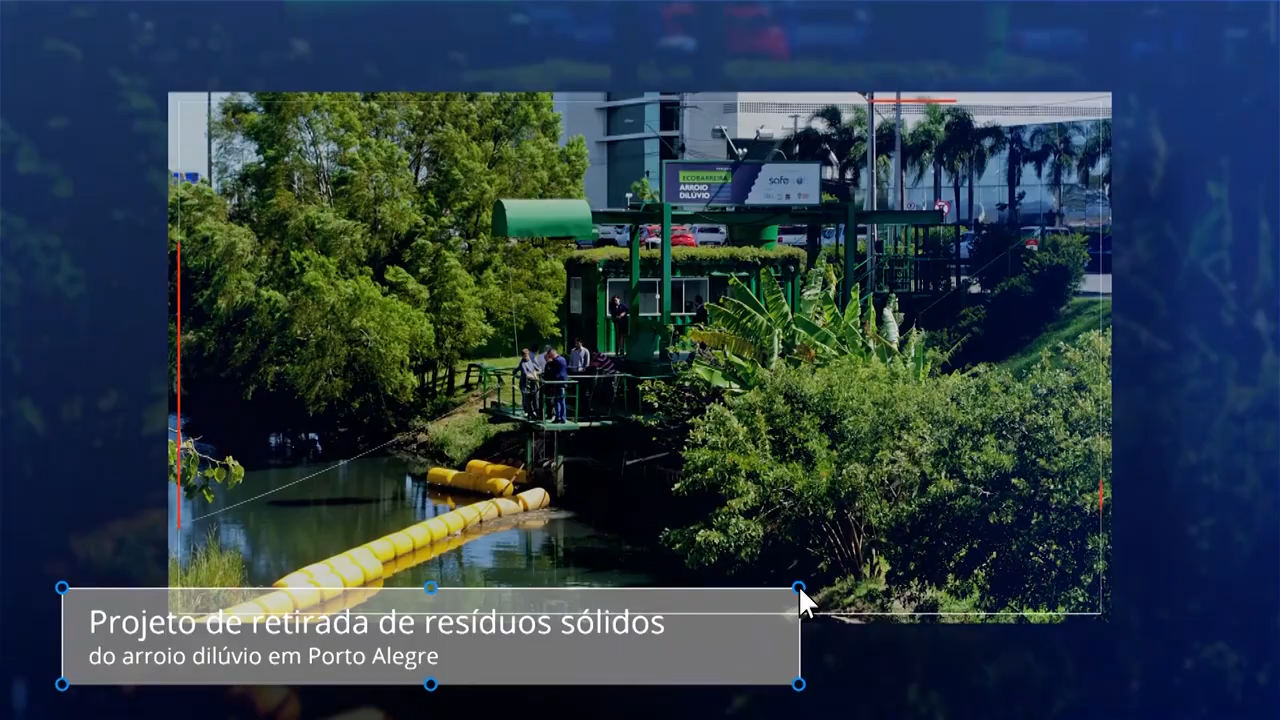 ECOBARREIRA
ARROIO
DILÚVIO
safe
Projeto de retirada de resíduos sólidos
do arroio dilúvio em Porto Alegre